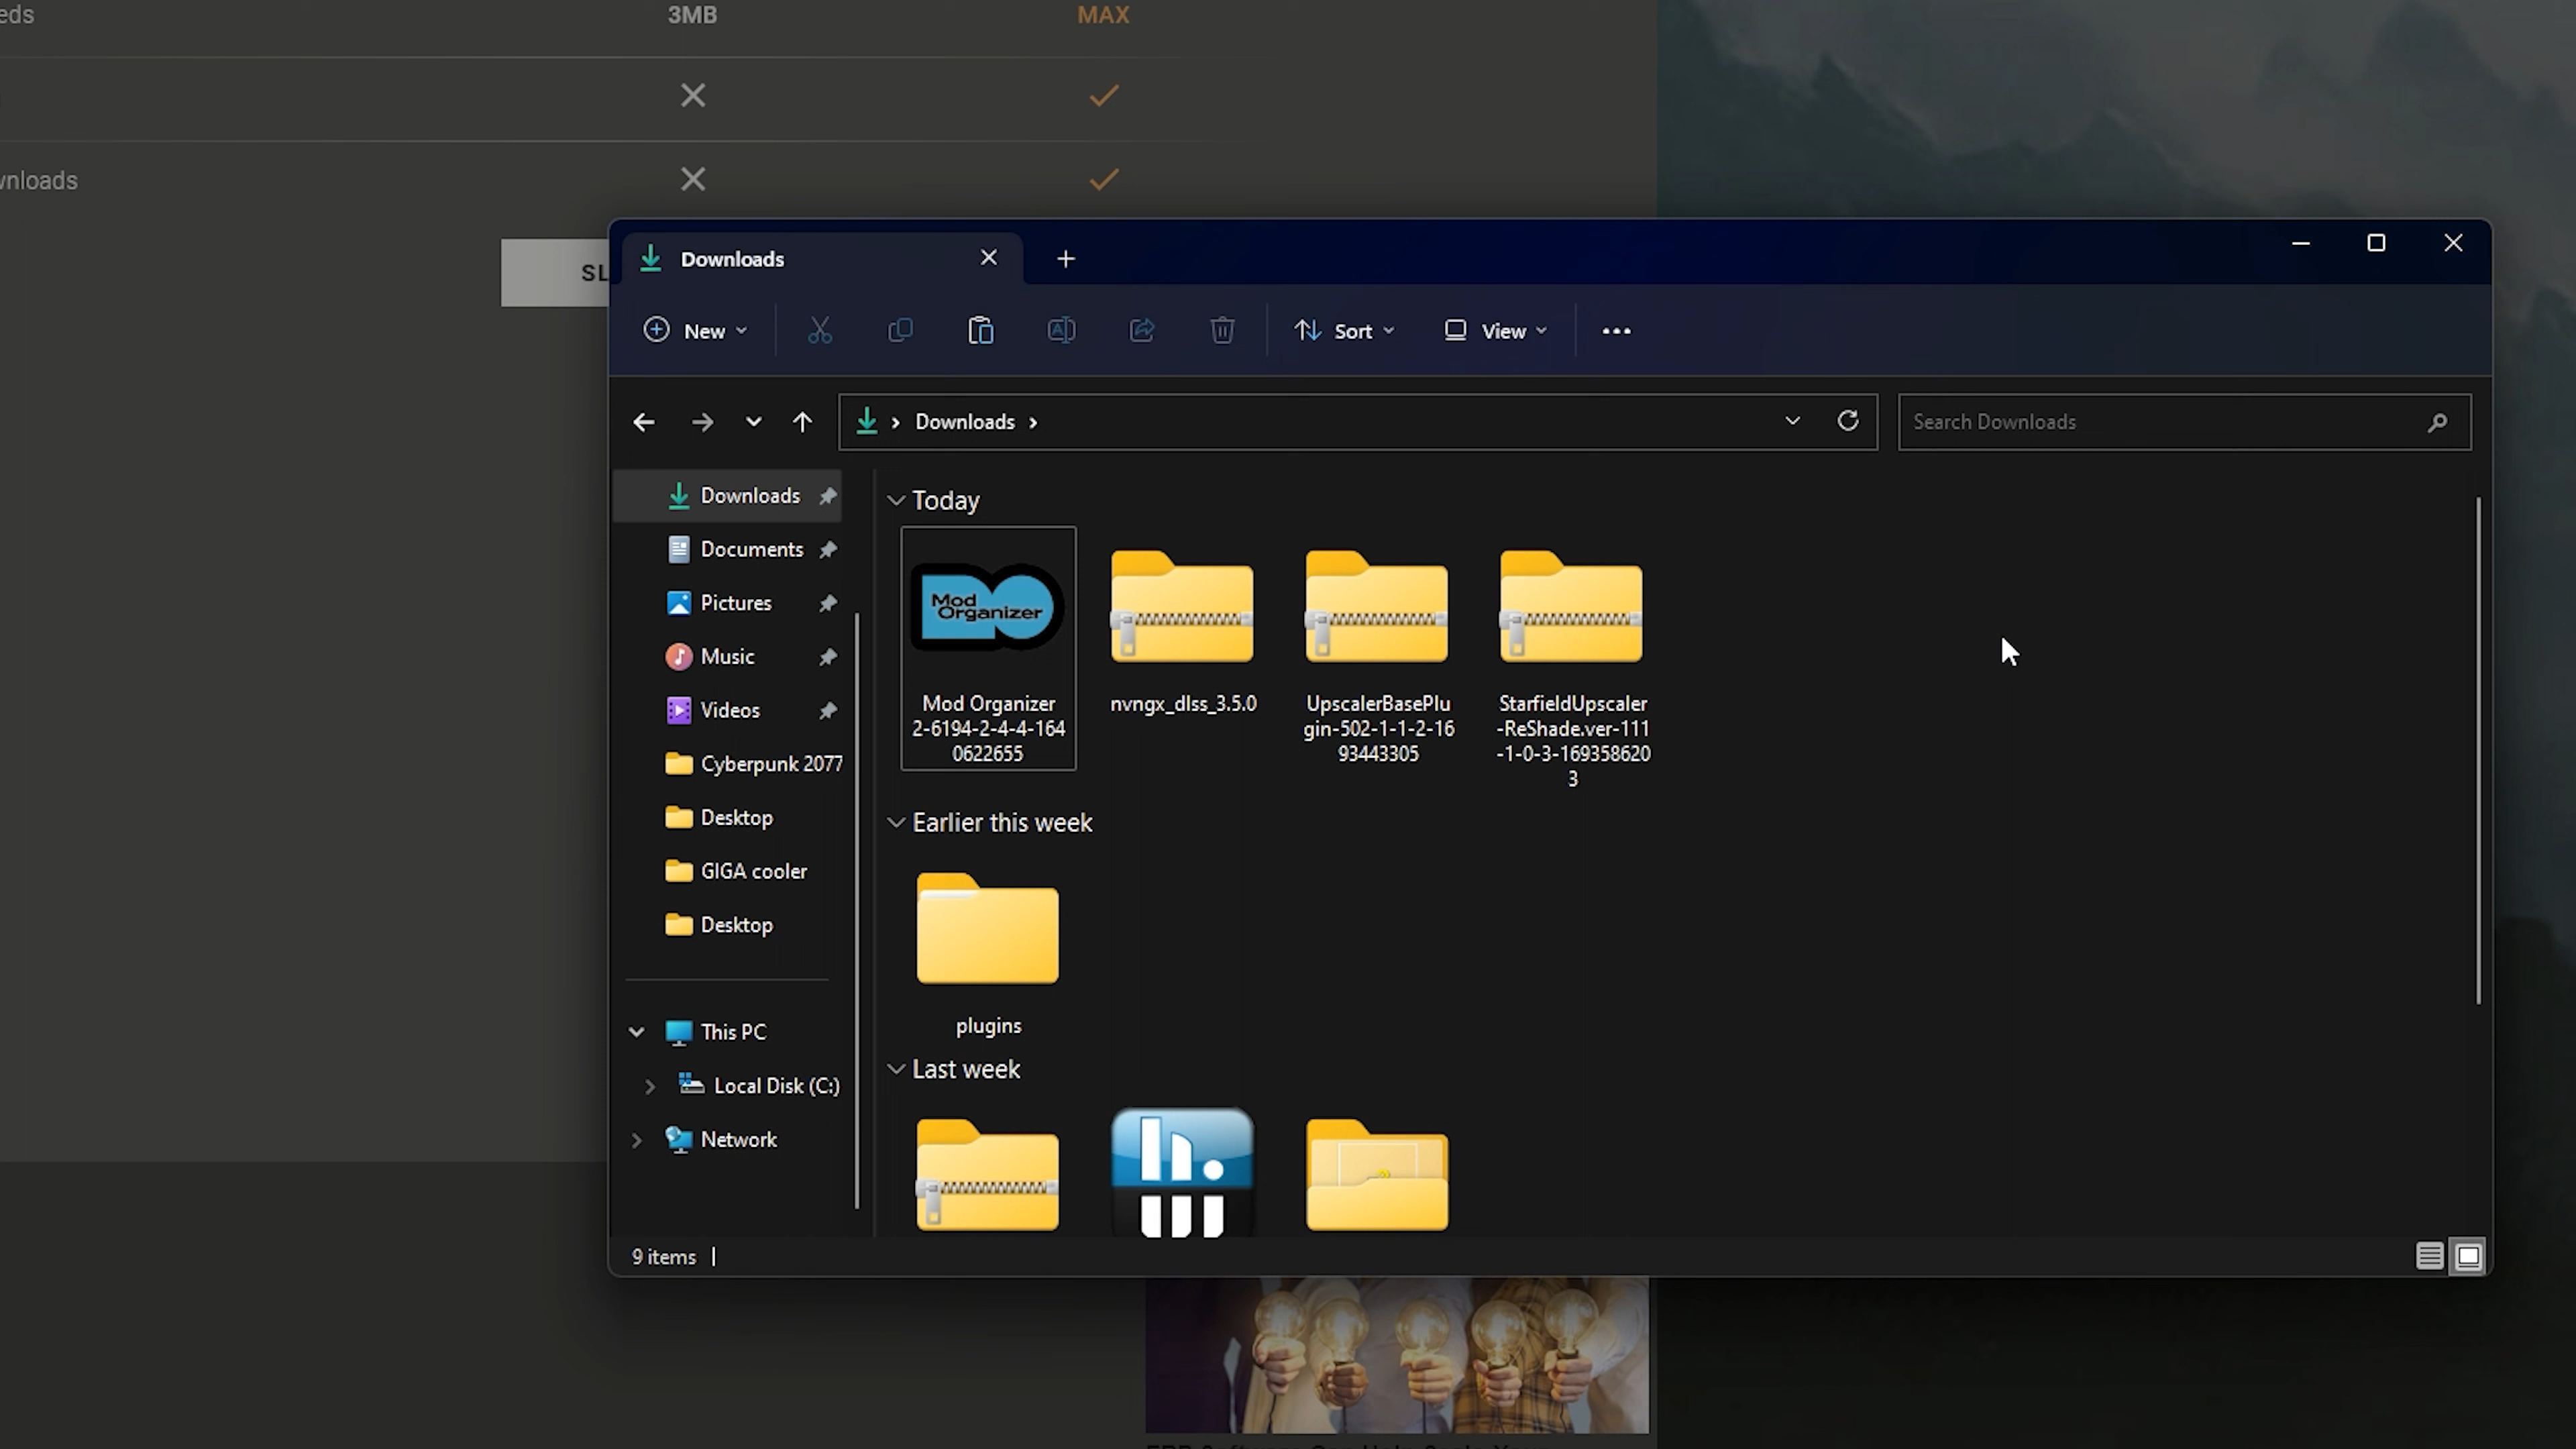 eds
3MB
MAX
wnloads
SL
Downloads
New
Sort
View
Downloads
Search Downloads
Downloads
Documents
Pictures
Music
Videos
Cyberpunk 2077
Desktop
GIGA cooler
Desktop
This PC
Local Disk (C:)
Network
Today
Mod
Organizer
Mod Organizer
2-6194-2-4-4-164
0622655
nvngx_dlss_3.5.0
UpscalerBasePlu
gin-502-1-1-2-16
93443305
StarfieldUpscaler
-ReShade.ver-111
-1-0-3-169358620
3
Earlier this week
plugins
Last week
9 items